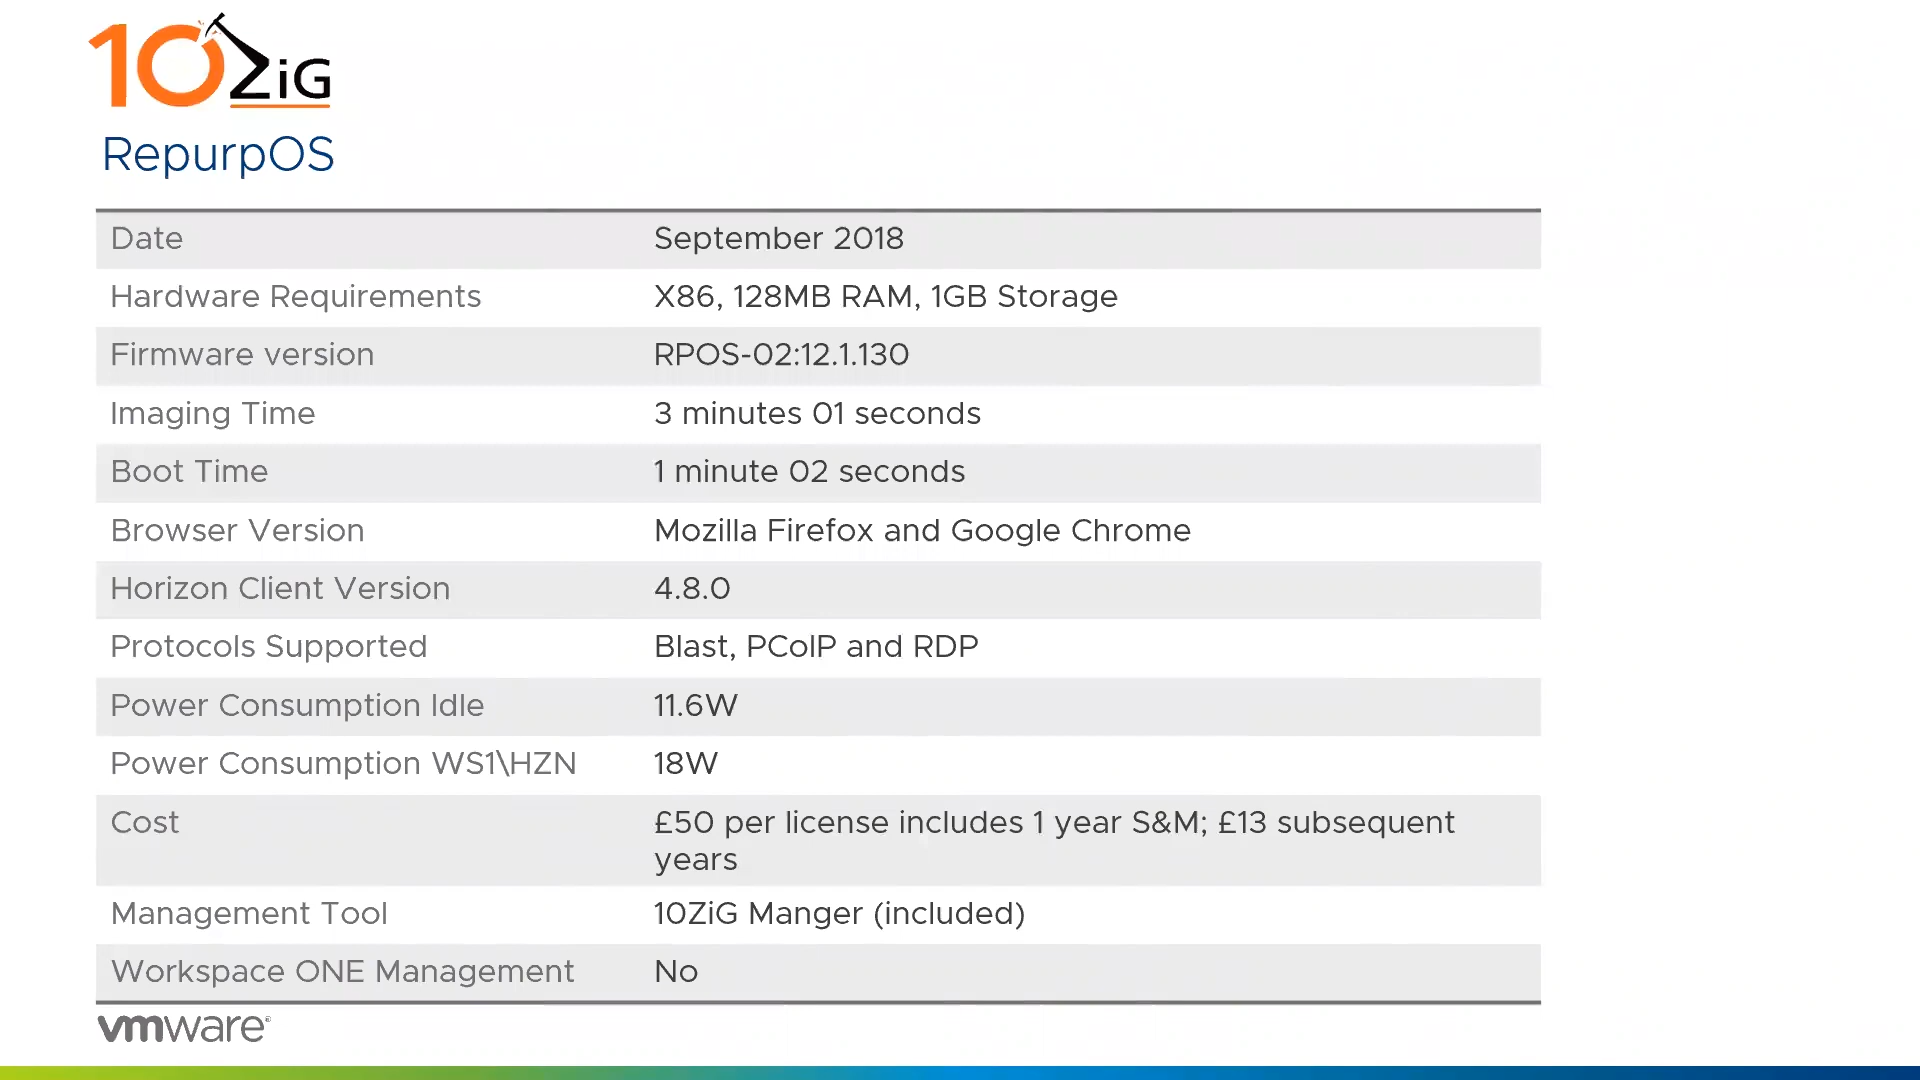 10ZiG
RepurpOS
Date September 2018
Hardware Requirements X86, 128MB RAM, 1GB Storage
Firmware version RPOS-02:12.1.130
Imaging Time 3 minutes 01 seconds
Boot Time 1 minute 02 seconds
Browser Version Mozilla Firefox and Google Chrome
Horizon Client Version 4.8.0
Protocols Supported Blast, PCoIP and RDP
Power Consumption Idle 11.6W
Power Consumption WS1\HZN 18W
Cost £50 per license includes 1 year S&M; £13 subsequent
years
Management Tool 10ZiG Manger (included)
Workspace ONE Management No
vmware®